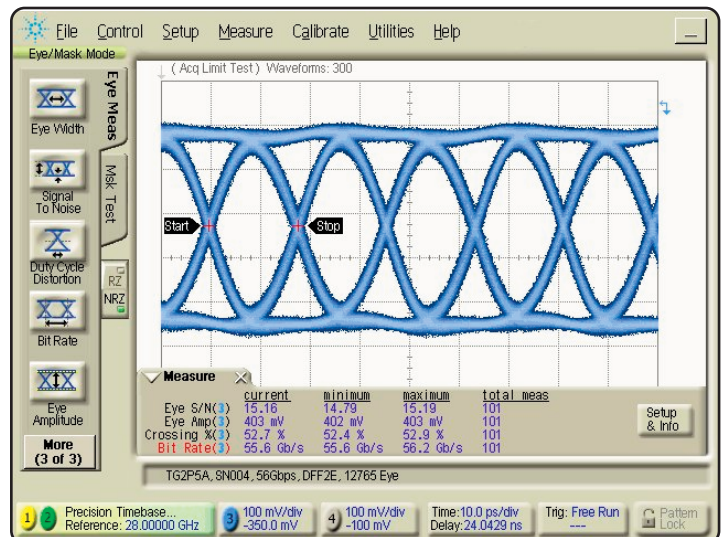 File Control Setup Measure Calibrate Utilities Help
Eye/Mask Mode
Eye Meas
Msk Test
Eye Width
Signal
To Noise
Duty Cycle
Distortion
RZ
NRZ
Bit Rate
Eye
Amplitude
More
(3 of 3)
( Acq Limit Test ) Waveforms: 300
Start
Stop
Measure
current minimum maximum total meas
Eye S/N(3) 15.16 14.79 15.19 101
Eye Amp(3) 403 mV 402 mV 403 mV 101
Crossing %(3) 52.7 % 52.4 % 52.9 % 101
Bit Rate(3) 55.6 Gb/s 55.6 Gb/s 56.2 Gb/s 101
Setup
& Info
TG2P5A, SN004, 56Gbps, DFF2E, 12765 Eye
1 2 Precision Timebase...
Reference: 28.00000 GHz
3 100 mV/div
-350.0 mV
4 100 mV/div
-100 mV
Time:10.0 ps/div
Delay:24.0429 ns
Trig: Free Run
---
Pattern
Lock